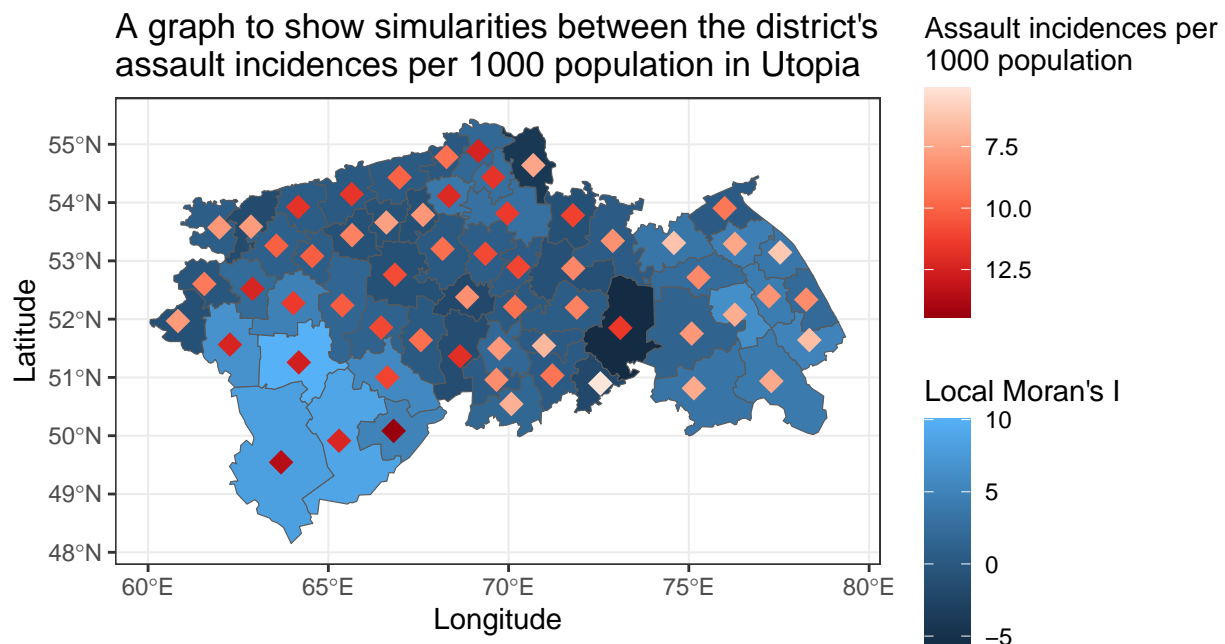 A graph to show simularities between the district's
assault incidences per 1000 population in Utopia
Assault incidences per
1000 population
7.5
10.0
12.5
Local Moran's I
10
5
0
−5
Latitude
55°N
54°N
53°N
52°N
51°N
50°N
49°N
48°N
60°E
65°E
70°E
75°E
80°E
Longitude